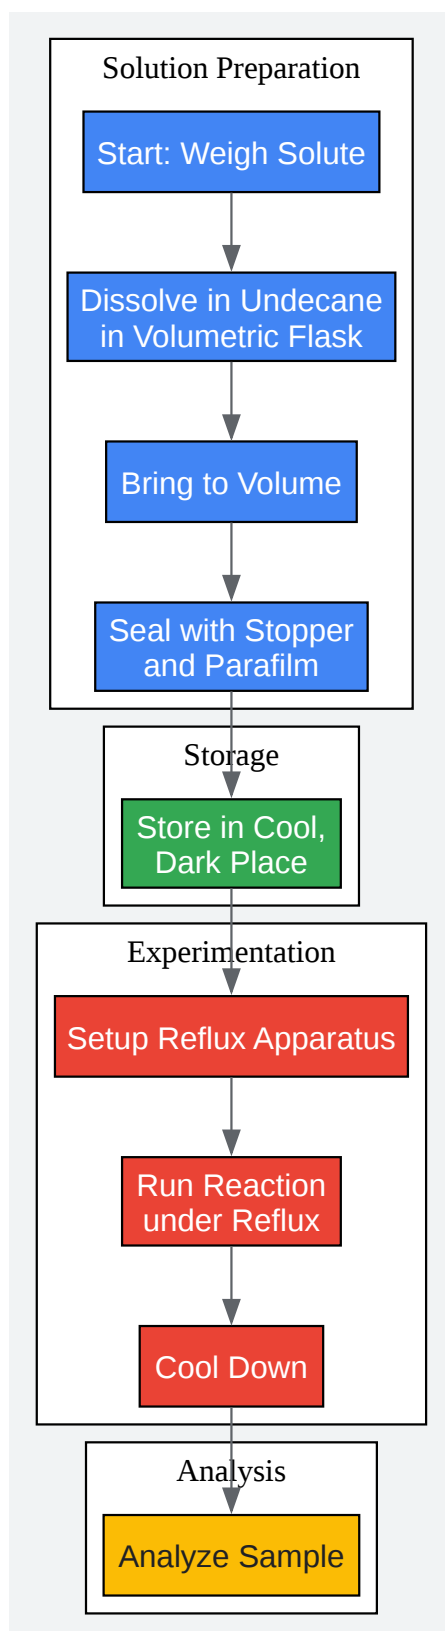 Solution Preparation
Start: Weigh Solute
Dissolve in Undecane
in Volumetric Flask
Bring to Volume
Seal with Stopper
and Parafilm
Storage
Store in Cool,
Dark Place
Experimentation
Setup Reflux Apparatus
Run Reaction
under Reflux
Cool Down
Analysis
Analyze Sample